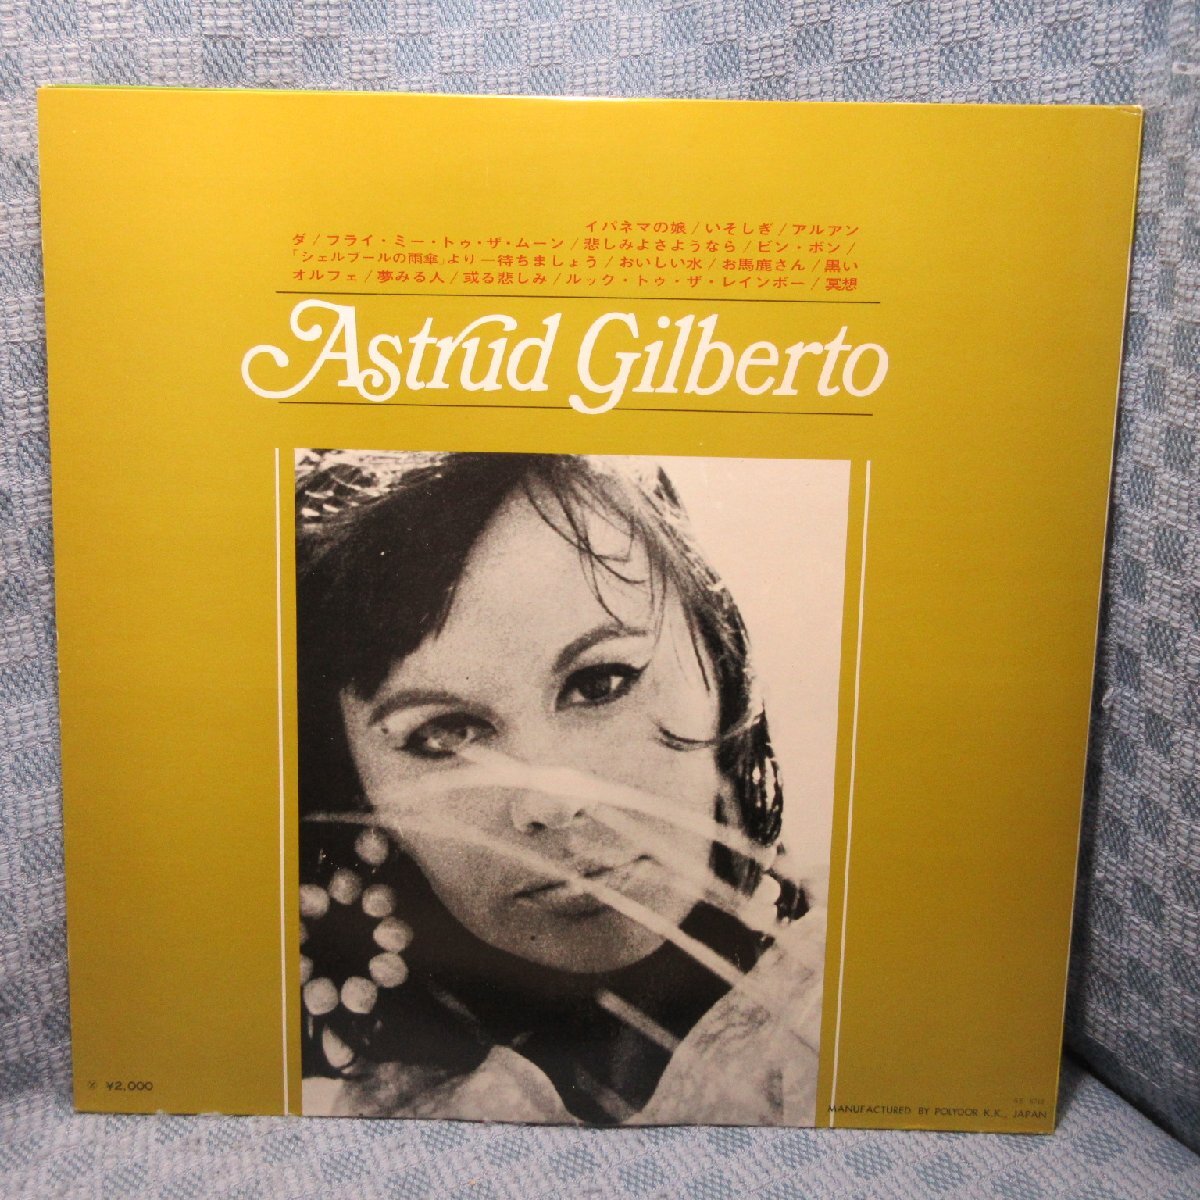 イパネマの娘/いそしぎ/アルアン
ダ/フライ・ミー・トゥ・ザ・ムーン/悲しみよさようなら/ビン・ボン/
「シェルブールの雨傘」より―待ちましょう/おいしい水/お馬鹿さん/黒い
オルフェ/夢みる人/或る悲しみ/ルック・トゥ・ザ・レインボー/冥想
Astrud Gilberto
¥2,000
MANUFACTURED BY POLYDOR K.K., JAPAN